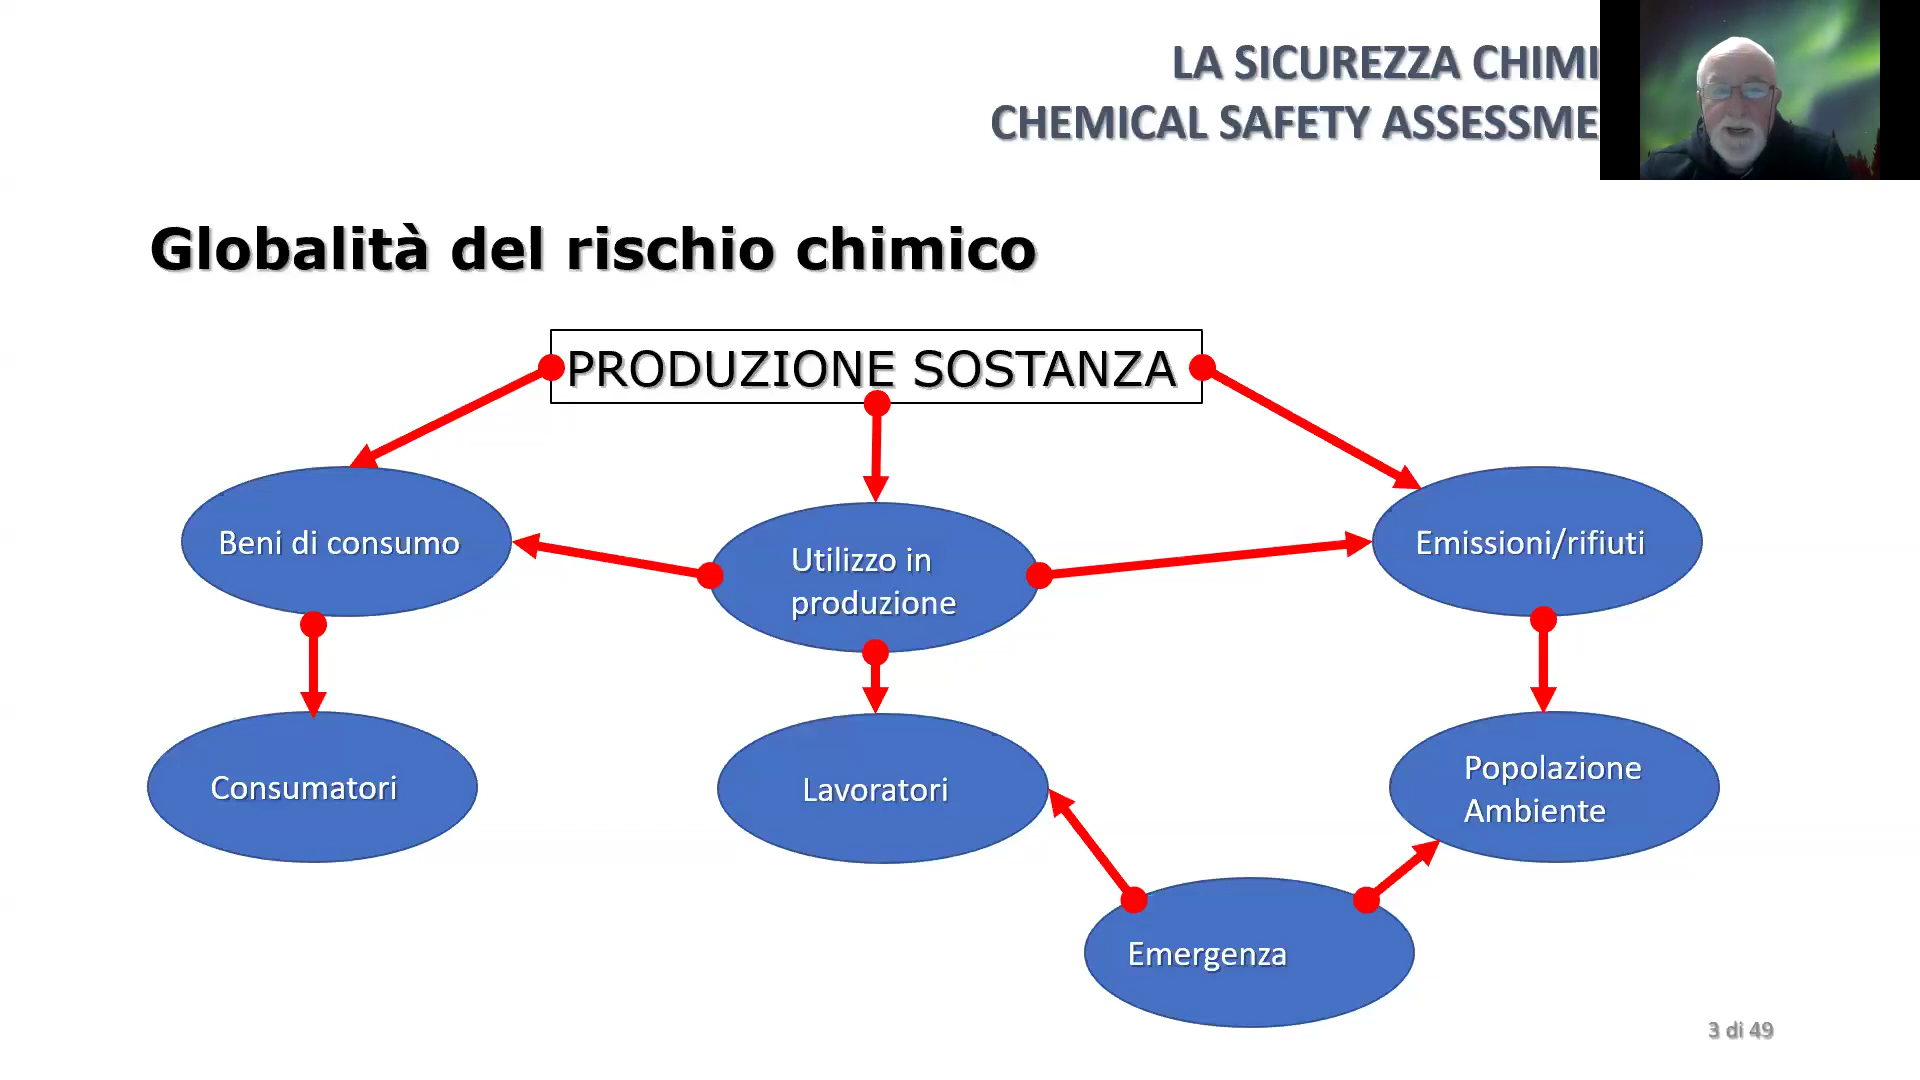 LA SICUREZZA CHIMI
CHEMICAL SAFETY ASSESSME
Globalità del rischio chimico
PRODUZIONE SOSTANZA
Beni di consumo
Utilizzo in
produzione
Emissioni/rifiuti
Consumatori
Lavoratori
Popolazione
Ambiente
Emergenza
3 di 49